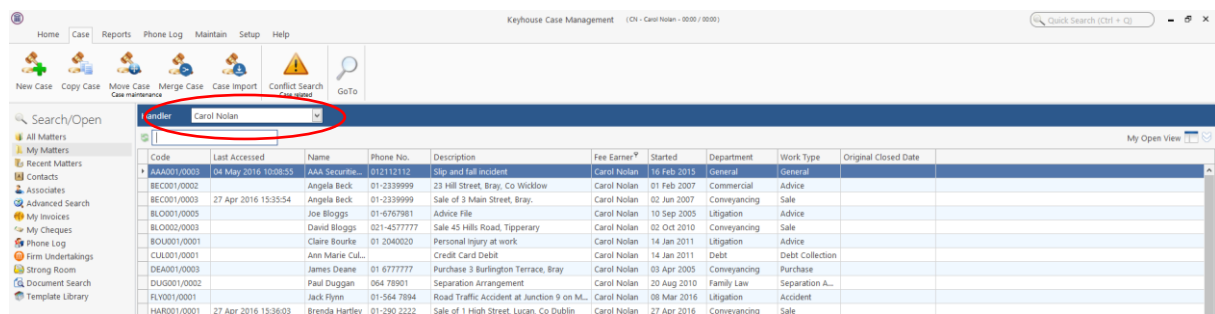 Keyhouse Case Management (CN - Carol Nolan - 00:00 / 00:00)
Quick Search (Ctrl + Q)
Home Case Reports Phone Log Maintain Setup Help
New Case Copy Case Move Case Merge Case Case Import Conflict Search GoTo
Case maintenance Case related
Search/Open
All Matters
My Matters
Recent Matters
Contacts
Associates
Advanced Search
My Invoices
My Cheques
Phone Log
Firm Undertakings
Strong Room
Document Search
Template Library
Handler Carol Nolan
My Open View
Code Last Accessed Name Phone No. Description Fee Earner Started Department Work Type Original Closed Date
AAA001/0003 04 May 2016 10:08:55 AAA Securitie... 012112112 Slip and fall incident Carol Nolan 16 Feb 2015 General General
BEC001/0002 Angela Beck 01-2339999 23 Hill Street, Bray, Co Wicklow Carol Nolan 01 Feb 2007 Commercial Advice
BEC001/0003 27 Apr 2016 15:35:54 Angela Beck 01-2339999 Sale of 3 Main Street, Bray. Carol Nolan 02 Jun 2007 Conveyancing Sale
BLO001/0005 Joe Bloggs 01-6767981 Advice File Carol Nolan 10 Sep 2005 Litigation Advice
BLO002/0003 David Bloggs 021-4577777 Sale 45 Hills Road, Tipperary Carol Nolan 02 Oct 2010 Conveyancing Sale
BOU001/0001 Claire Bourke 01 2040020 Personal Injury at work Carol Nolan 14 Jan 2011 Litigation Advice
CUL001/0001 Ann Marie Cul... Credit Card Debit Carol Nolan 14 Jan 2011 Debt Debt Collection
DEA001/0003 James Deane 01 6777777 Purchase 3 Burlington Terrace, Bray Carol Nolan 03 Apr 2005 Conveyancing Purchase
DUG001/0002 Paul Duggan 064 78901 Separation Arrangement Carol Nolan 20 Aug 2010 Family Law Separation A...
FLY001/0001 Jack Flynn 01-564 7894 Road Traffic Accident at Junction 9 on M... Carol Nolan 08 Mar 2016 Litigation Accident
HAR001/0001 27 Apr 2016 15:36:03 Brenda Hartley 01-290 2222 Sale of 1 High Street, Lucan, Co Dublin Carol Nolan 27 Apr 2016 Conveyancing Sale